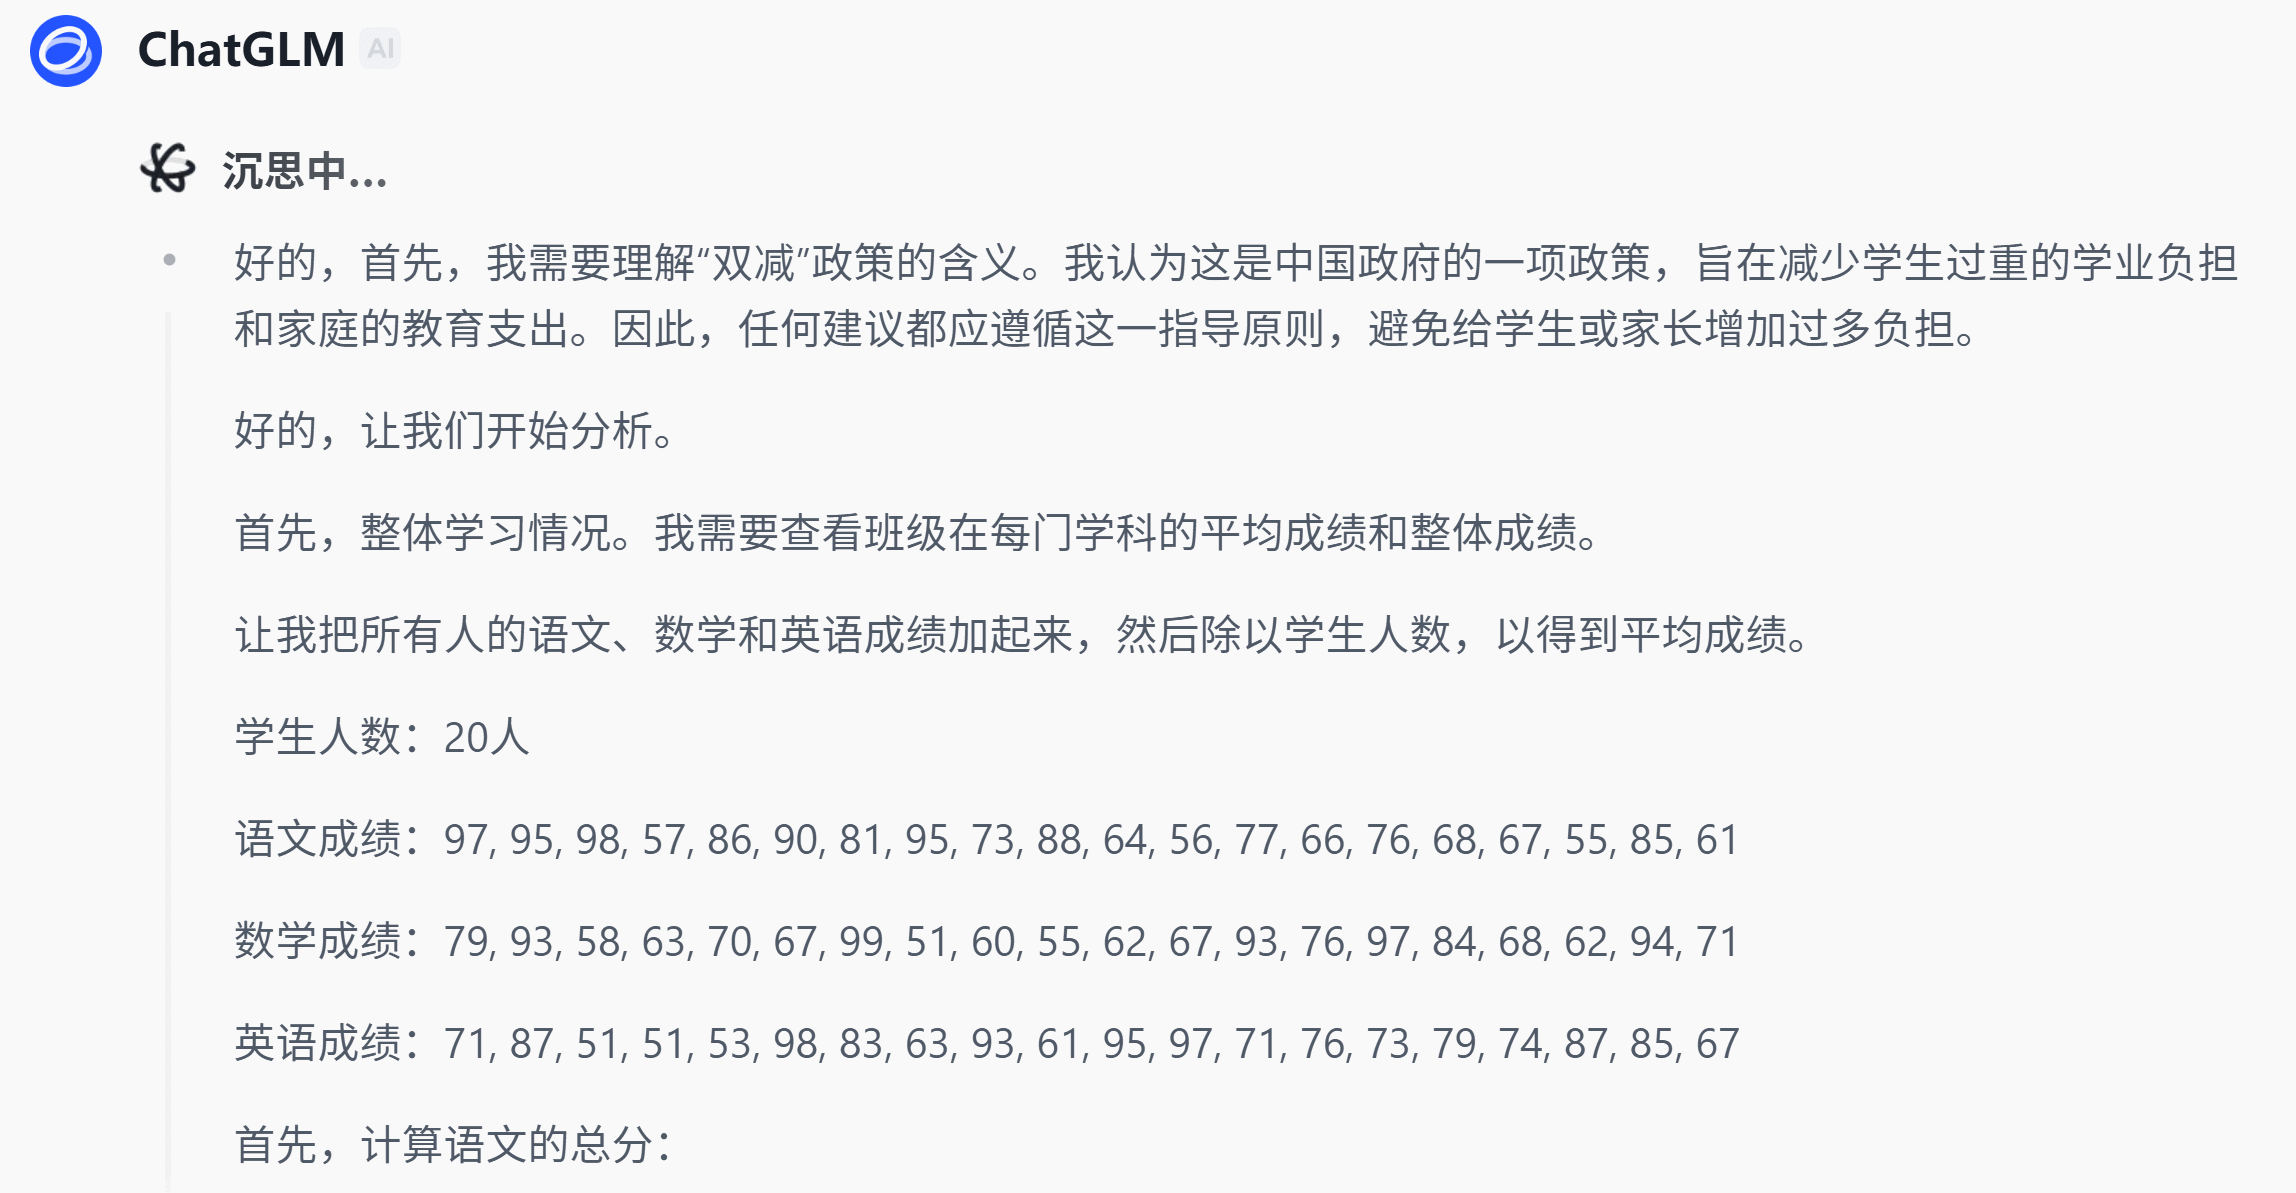 ChatGLM AI
沉思中...
好的，首先，我需要理解“双减”政策的含义。我认为这是中国政府的一项政策，旨在减少学生过重的学业负担
和家庭的教育支出。因此，任何建议都应遵循这一指导原则，避免给学生或家长增加过多负担。
好的，让我们开始分析。
首先，整体学习情况。我需要查看班级在每门学科的平均成绩和整体成绩。
让我把所有人的语文、数学和英语成绩加起来，然后除以学生人数，以得到平均成绩。
学生人数：20人
语文成绩：97, 95, 98, 57, 86, 90, 81, 95, 73, 88, 64, 56, 77, 66, 76, 68, 67, 55, 85, 61
数学成绩：79, 93, 58, 63, 70, 67, 99, 51, 60, 55, 62, 67, 93, 76, 97, 84, 68, 62, 94, 71
英语成绩：71, 87, 51, 51, 53, 98, 83, 63, 93, 61, 95, 97, 71, 76, 73, 79, 74, 87, 85, 67
首先，计算语文的总分：